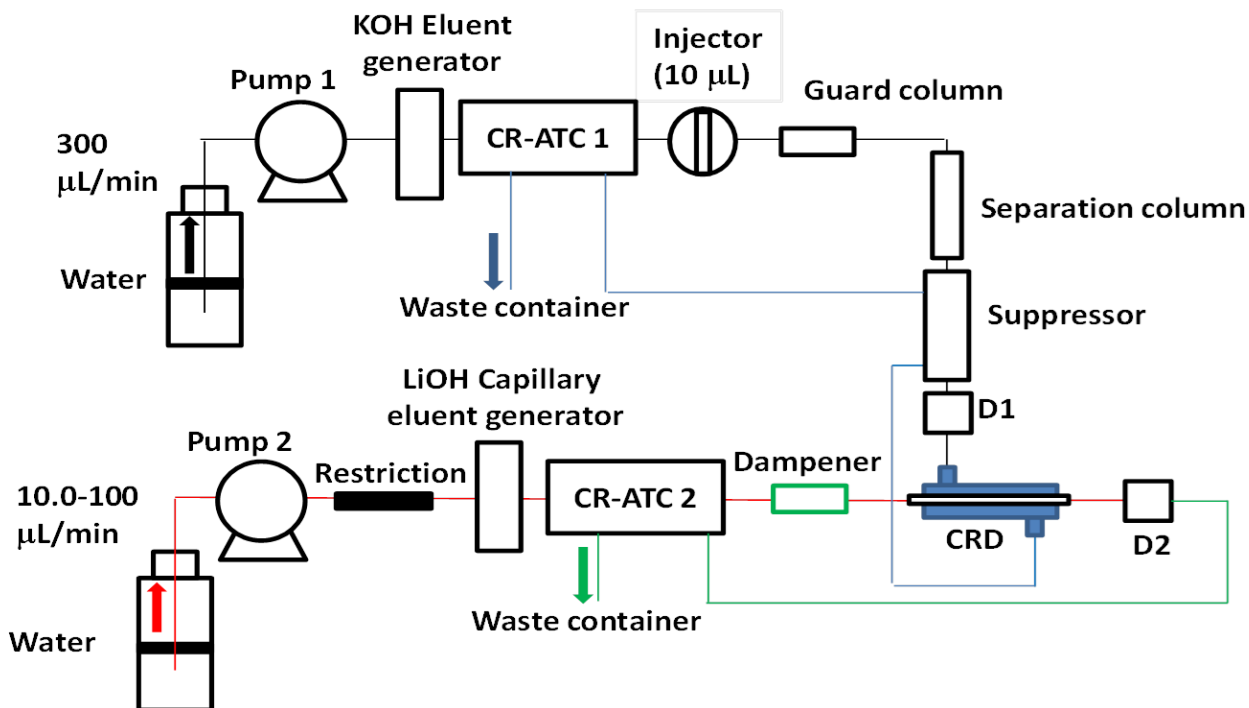 KOH Eluent
generator
Injector
(10 μL)
Pump 1
Guard column
300
μL/min
CR-ATC 1
Separation column
Water
Waste container
Suppressor
LiOH Capillary
eluent generator
D1
Pump 2
Restriction
Dampener
10.0-100
μL/min
CR-ATC 2
CRD
D2
Waste container
Water